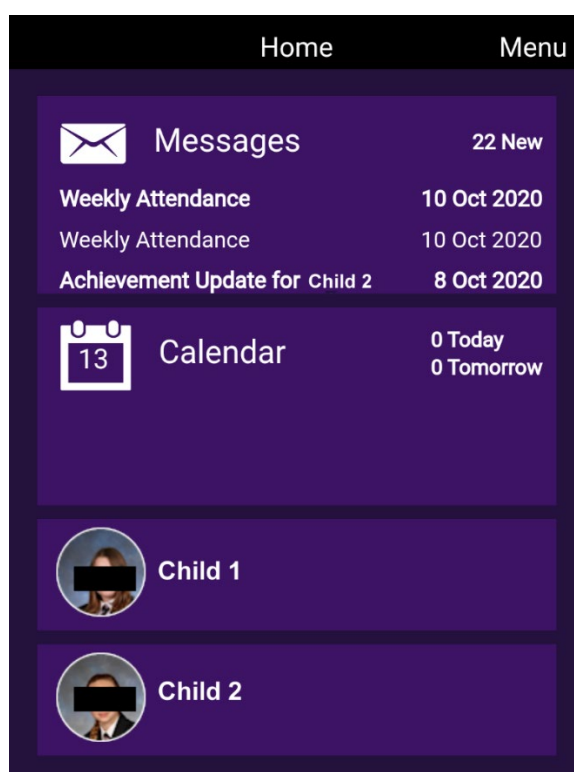 Home Menu
Messages 22 New
Weekly Attendance 10 Oct 2020
Weekly Attendance 10 Oct 2020
Achievement Update for Child 2 8 Oct 2020
13 Calendar 0 Today
0 Tomorrow
Child 1
Child 2